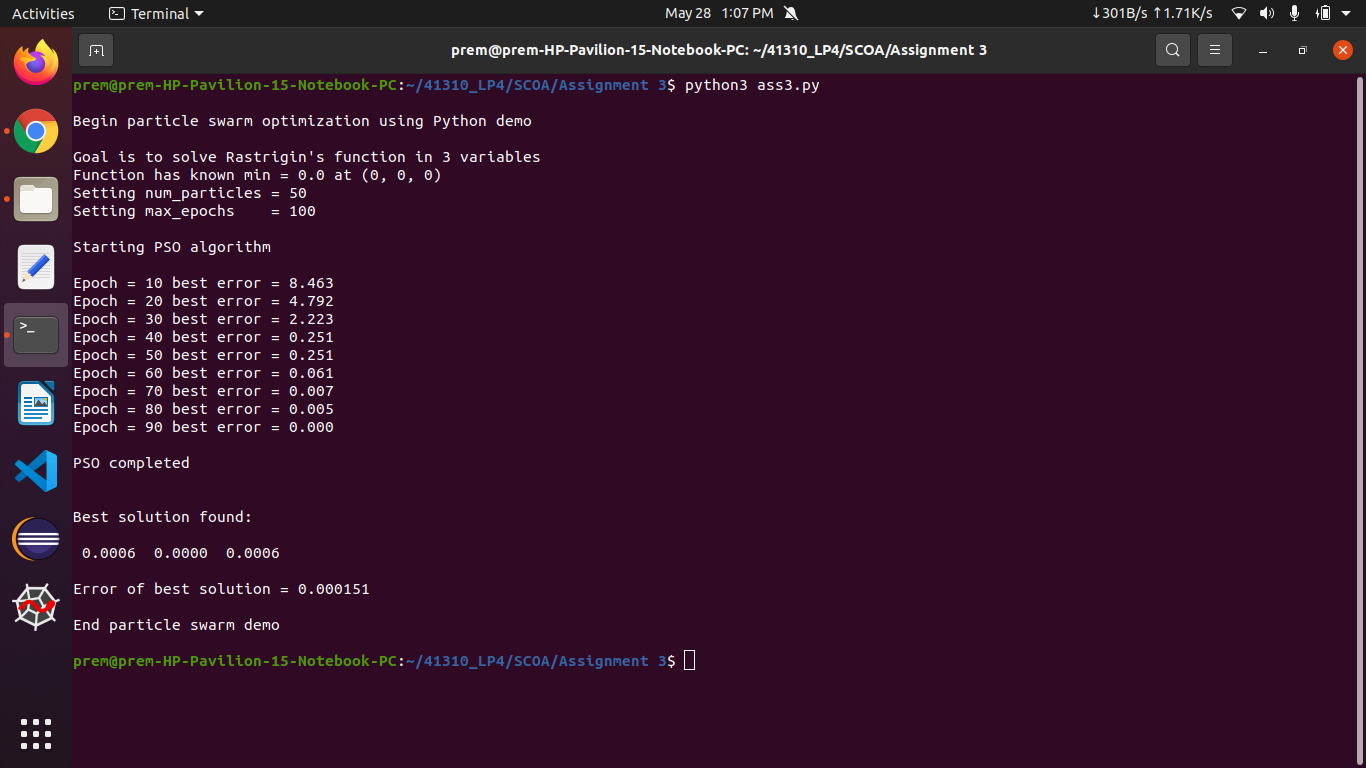 Activities Terminal May 28 1:07 PM ↓301B/s ↑1.71K/s
prem@prem-HP-Pavilion-15-Notebook-PC: ~/41310_LP4/SCOA/Assignment 3
prem@prem-HP-Pavilion-15-Notebook-PC:~/41310_LP4/SCOA/Assignment 3$ python3 ass3.py
Begin particle swarm optimization using Python demo
Goal is to solve Rastrigin's function in 3 variables
Function has known min = 0.0 at (0, 0, 0)
Setting num_particles = 50
Setting max_epochs    = 100
Starting PSO algorithm
Epoch = 10 best error = 8.463
Epoch = 20 best error = 4.792
Epoch = 30 best error = 2.223
Epoch = 40 best error = 0.251
Epoch = 50 best error = 0.251
Epoch = 60 best error = 0.061
Epoch = 70 best error = 0.007
Epoch = 80 best error = 0.005
Epoch = 90 best error = 0.000
PSO completed
Best solution found:
0.0006  0.0000  0.0006
Error of best solution = 0.000151
End particle swarm demo
prem@prem-HP-Pavilion-15-Notebook-PC:~/41310_LP4/SCOA/Assignment 3$